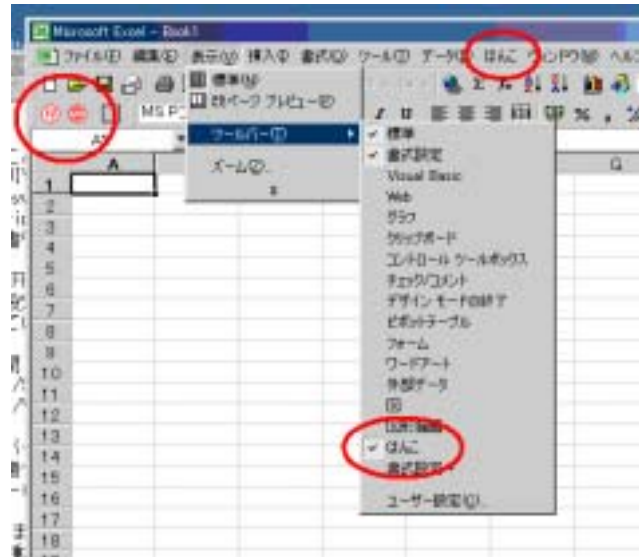 Microsoft Excel - Book1
ファイル(F) 編集(E) 表示(V) 挿入(I) 書式(O) ツール(T) データ(D) はんこ ウィンドウ(W) ヘル
標準(N)
改ページ プレビュー(P)
MS P
ツールバー(T)
ズーム(Z)...
標準
書式設定
Visual Basic
Web
グラフ
クリップボード
コントロール ツールボックス
チェック/コメント
デザイン モードの終了
ピボットテーブル
フォーム
ワードアート
外部データ
図
図形描画
はんこ
書式設定
ユーザー設定(C)...
A1
A
G
1
2
3
4
5
6
7
8
9
10
11
12
13
14
15
16
17
18